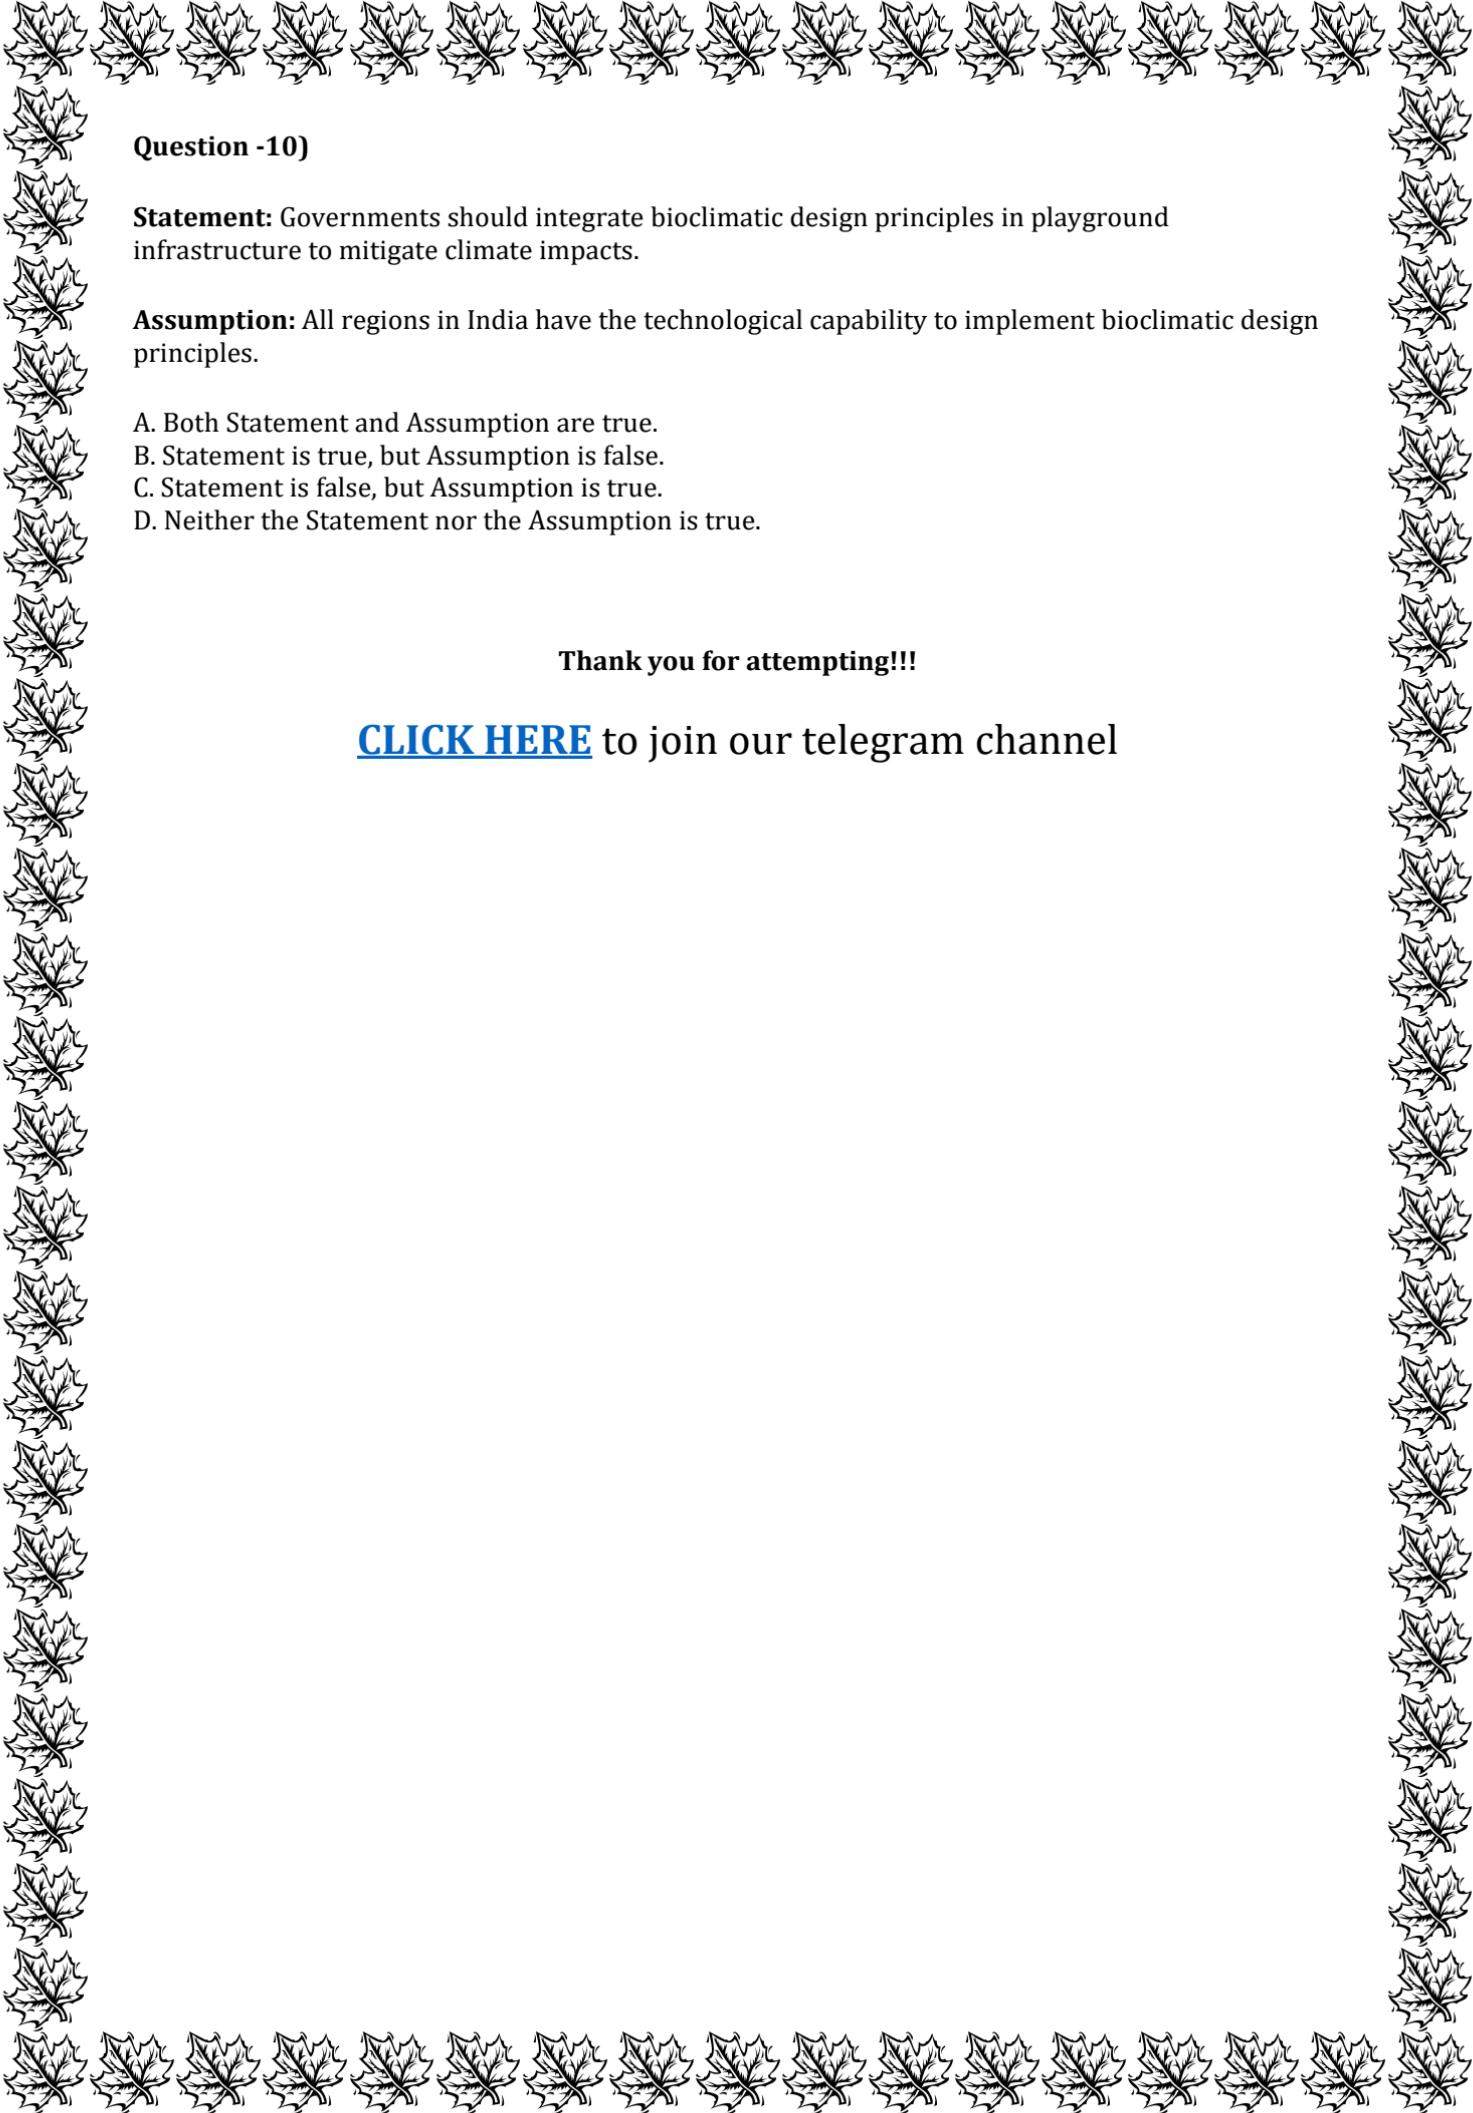 Question -10)
Statement: Governments should integrate bioclimatic design principles in playground
infrastructure to mitigate climate impacts.
Assumption: All regions in India have the technological capability to implement bioclimatic design
principles.
A. Both Statement and Assumption are true.
B. Statement is true, but Assumption is false.
C. Statement is false, but Assumption is true.
D. Neither the Statement nor the Assumption is true.
Thank you for attempting!!!
CLICK HERE to join our telegram channel